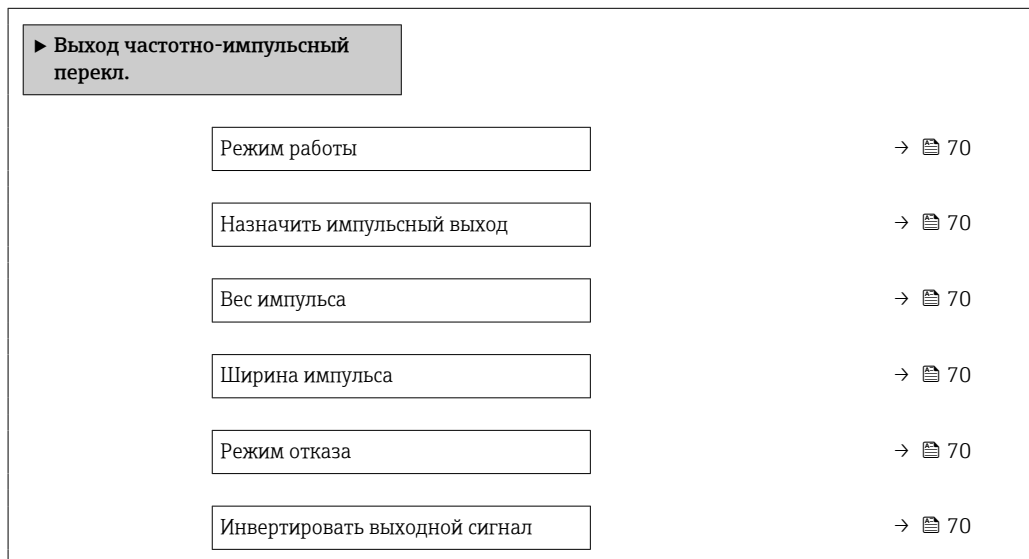 ► Выход частотно-импульсный
перекл.
Режим работы → 70
Назначить импульсный выход → 70
Вес импульса → 70
Ширина импульса → 70
Режим отказа → 70
Инвертировать выходной сигнал → 70